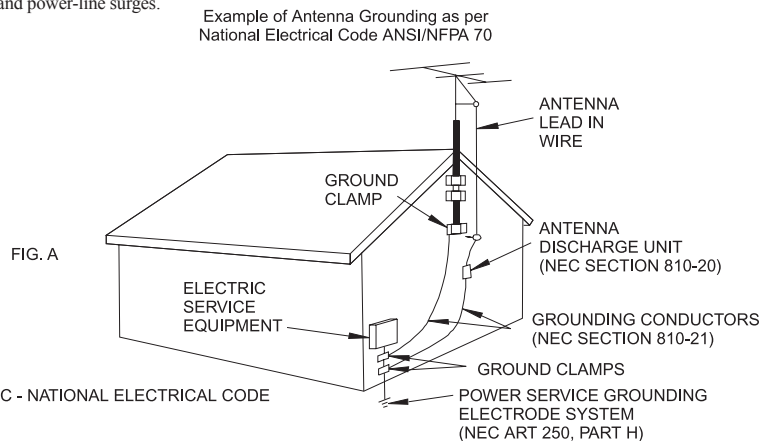 and power-line surges.
Example of Antenna Grounding as per
National Electrical Code ANSI/NFPA 70
ANTENNA
LEAD IN
WIRE
GROUND
CLAMP
ANTENNA
DISCHARGE UNIT
(NEC SECTION 810-20)
FIG. A
ELECTRIC
SERVICE
EQUIPMENT
GROUNDING CONDUCTORS
(NEC SECTION 810-21)
GROUND CLAMPS
C - NATIONAL ELECTRICAL CODE
POWER SERVICE GROUNDING
ELECTRODE SYSTEM
(NEC ART 250, PART H)